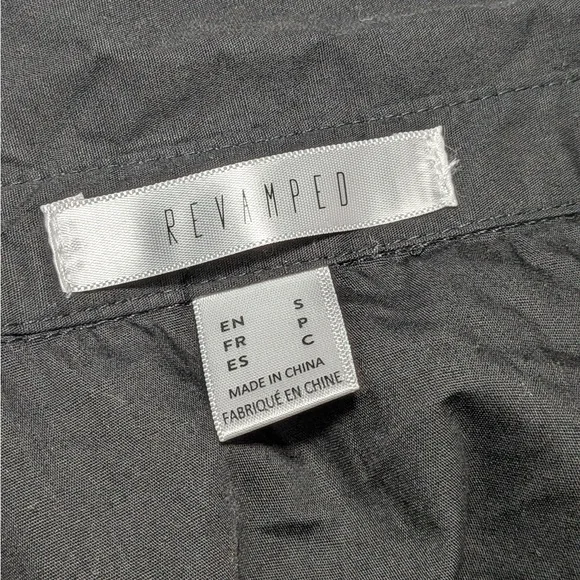 REVAMPED
EN S
FR P
ES C
MADE IN CHINA
FABRIQUÉ EN CHINE